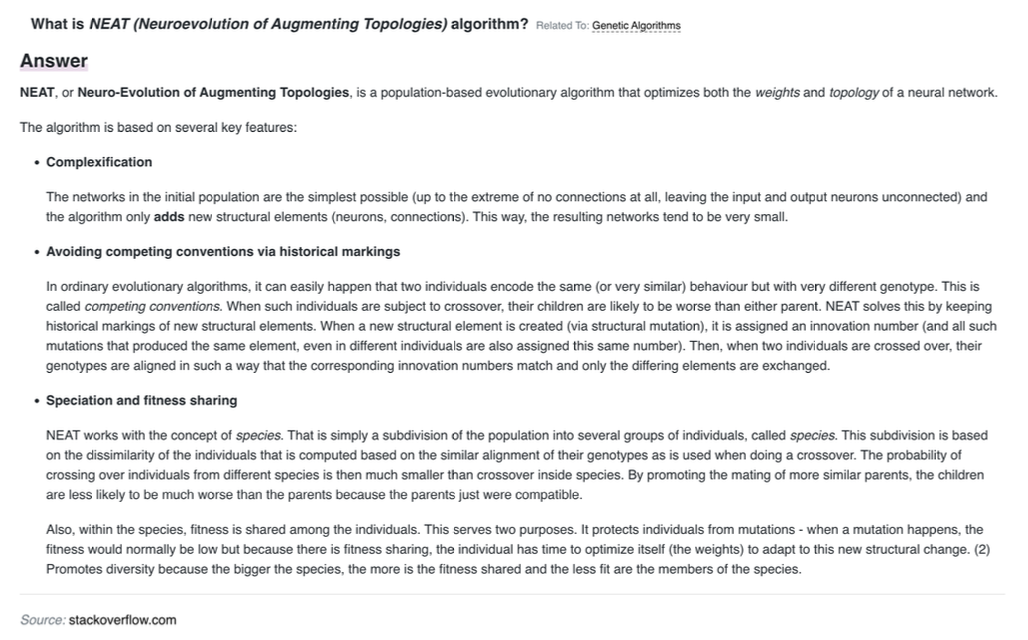 What is NEAT (Neuroevolution of Augmenting Topologies) algorithm? Related To: Genetic Algorithms
Answer
NEAT, or Neuro-Evolution of Augmenting Topologies, is a population-based evolutionary algorithm that optimizes both the weights and topology of a neural network.
The algorithm is based on several key features:
• Complexification
The networks in the initial population are the simplest possible (up to the extreme of no connections at all, leaving the input and output neurons unconnected) and
the algorithm only adds new structural elements (neurons, connections). This way, the resulting networks tend to be very small.
• Avoiding competing conventions via historical markings
In ordinary evolutionary algorithms, it can easily happen that two individuals encode the same (or very similar) behaviour but with very different genotype. This is
called competing conventions. When such individuals are subject to crossover, their children are likely to be worse than either parent. NEAT solves this by keeping
historical markings of new structural elements. When a new structural element is created (via structural mutation), it is assigned an innovation number (and all such
mutations that produced the same element, even in different individuals are also assigned this same number). Then, when two individuals are crossed over, their
genotypes are aligned in such a way that the corresponding innovation numbers match and only the differing elements are exchanged.
• Speciation and fitness sharing
NEAT works with the concept of species. That is simply a subdivision of the population into several groups of individuals, called species. This subdivision is based
on the dissimilarity of the individuals that is computed based on the similar alignment of their genotypes as is used when doing a crossover. The probability of
crossing over individuals from different species is then much smaller than crossover inside species. By promoting the mating of more similar parents, the children
are less likely to be much worse than the parents because the parents just were compatible.
Also, within the species, fitness is shared among the individuals. This serves two purposes. It protects individuals from mutations - when a mutation happens, the
fitness would normally be low but because there is fitness sharing, the individual has time to optimize itself (the weights) to adapt to this new structural change. (2)
Promotes diversity because the bigger the species, the more is the fitness shared and the less fit are the members of the species.
Source: stackoverflow.com